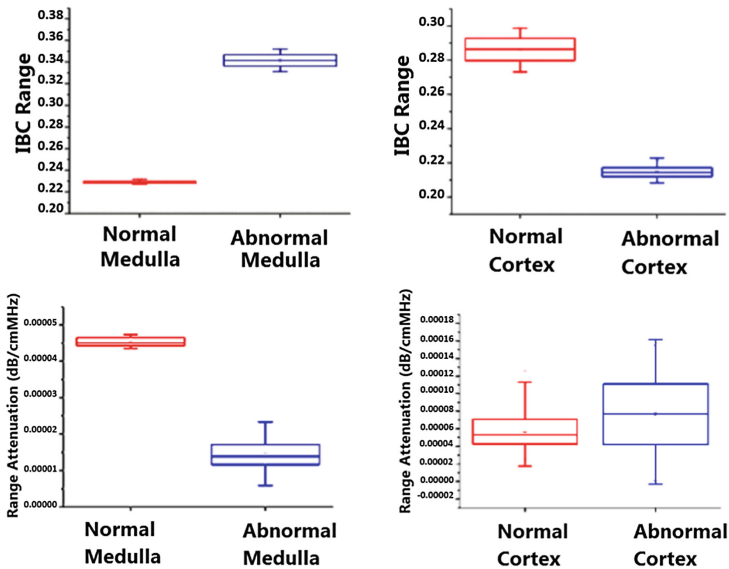 IBC Range
0.38
0.36
0.34
0.32
0.30
0.28
0.26
0.24
0.22
0.20
Normal Medulla
Abnormal Medulla
IBC Range
0.30
0.28
0.26
0.24
0.22
0.20
Normal Cortex
Abnormal Cortex
Range Attenuation (dB/cmMHz)
0.00005
0.00004
0.00003
0.00002
0.00001
0.00000
Normal Medulla
Abnormal Medulla
Range Attenuation (dB/cmMHz)
0.00018
0.00016
0.00014
0.00012
0.00010
0.00008
0.00006
0.00004
0.00002
0.00000
-0.00002
Normal Cortex
Abnormal Cortex